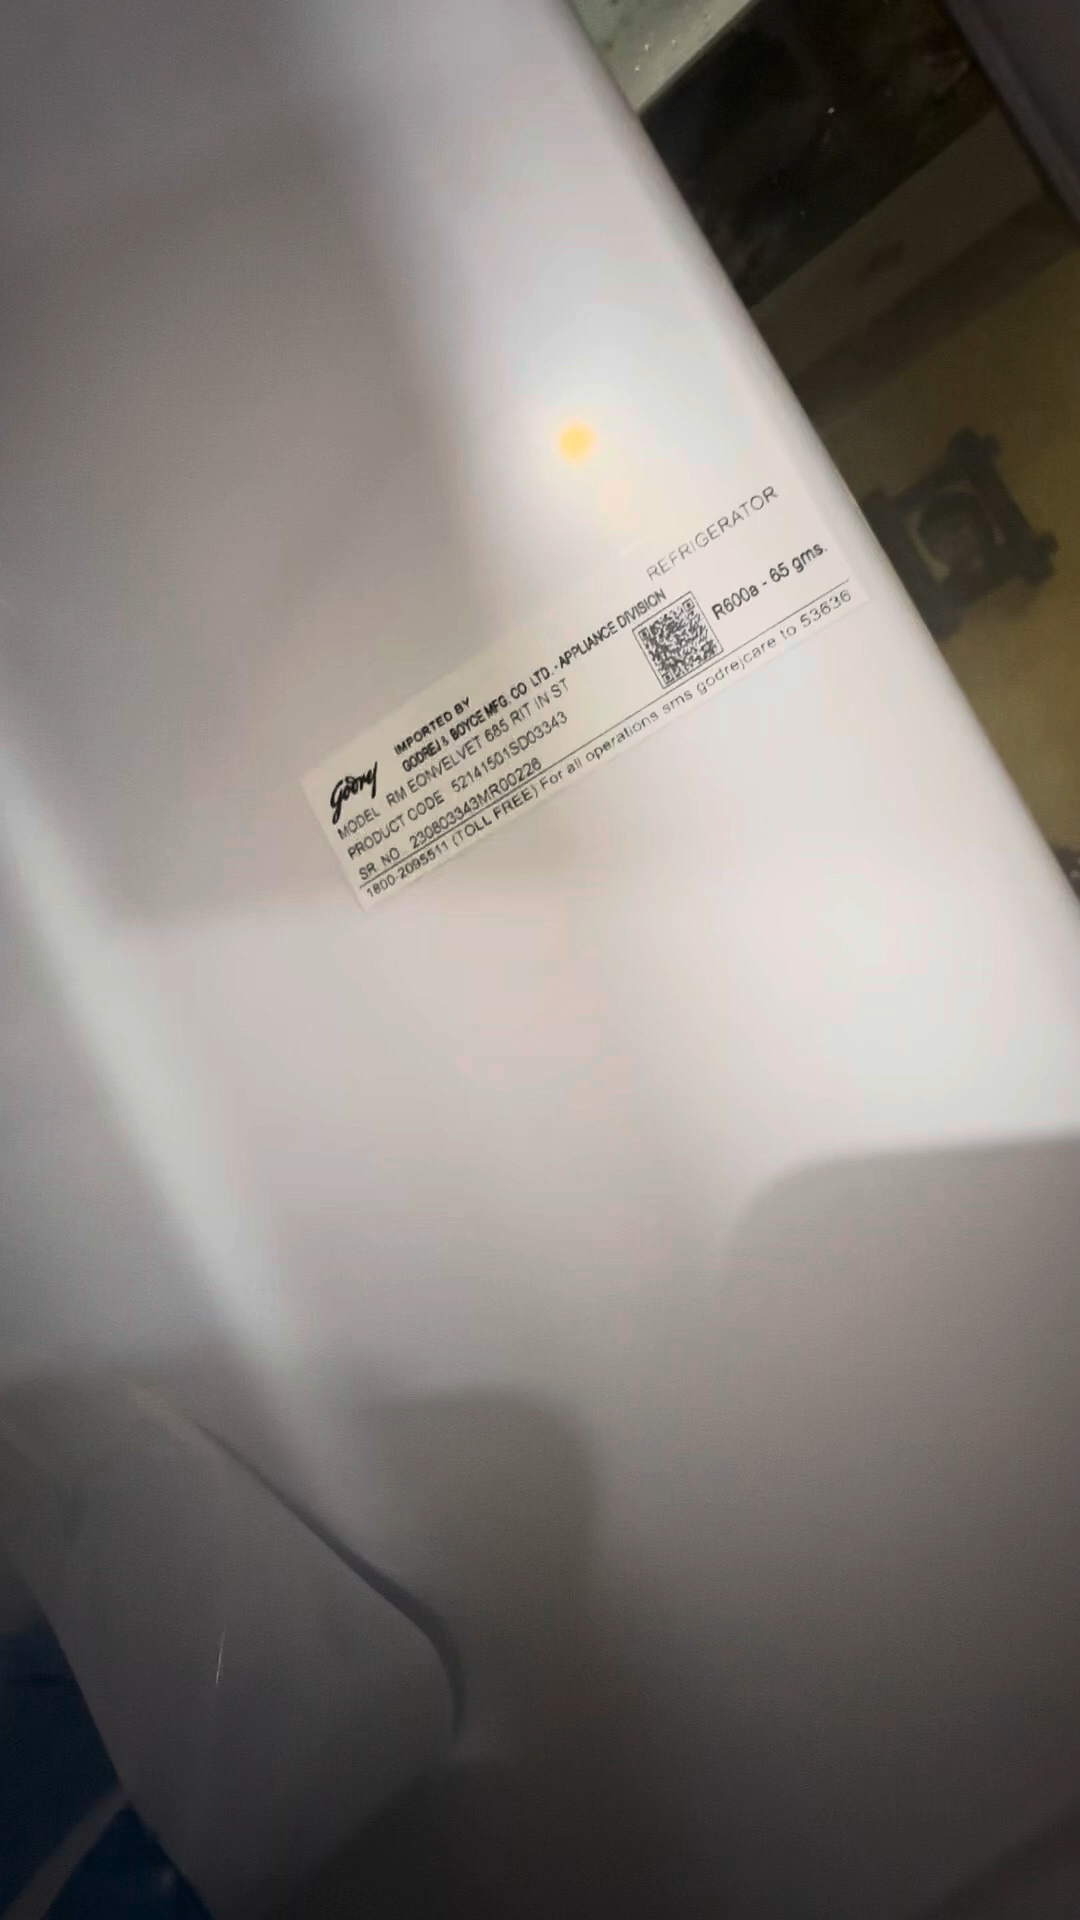 REFRIGERATOR
Godrej
IMPORTED BY
GODREJ & BOYCE MFG. CO LTD. - APPLIANCE DIVISION
MODEL RM EONVELVET 685 RIT IN ST
R600a - 65 gms.
PRODUCT CODE 52141501SD03343
SR. NO 230803343MR00226
1800-2095511 (TOLL FREE) For all operations sms godrejcare to 53636